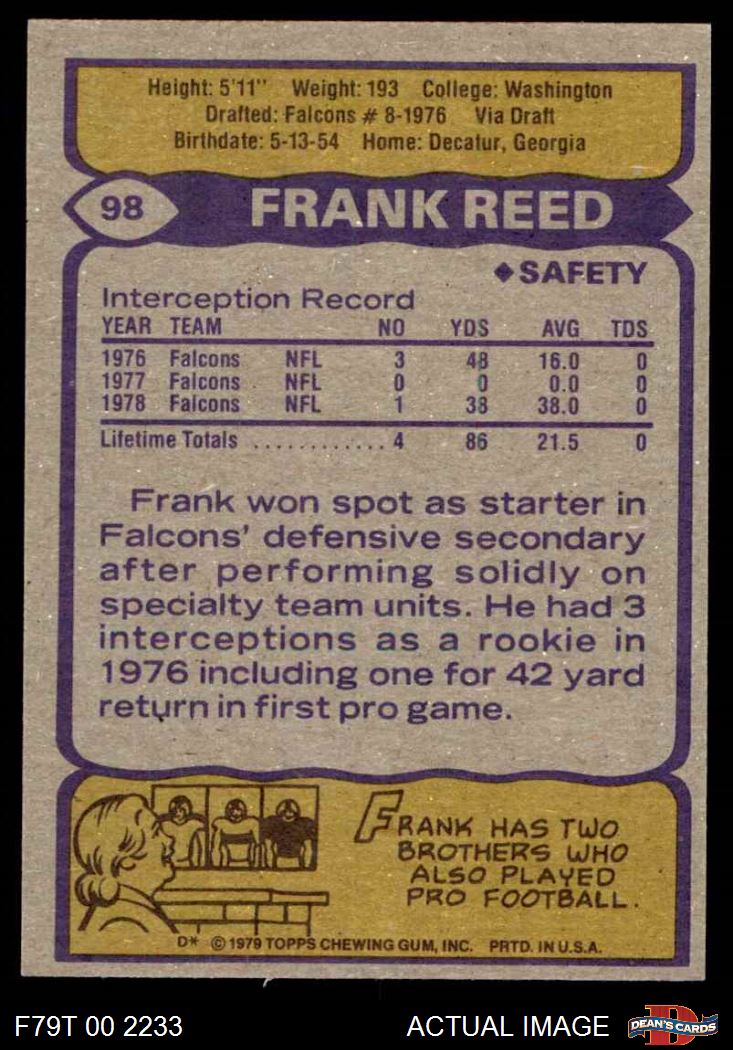 Height: 5'11" Weight: 193 College: Washington
Drafted: Falcons # 8-1976 Via Draft
Birthdate: 5-13-54 Home: Decatur, Georgia
98 FRANK REED
◆SAFETY
Interception Record
YEAR TEAM NO YDS AVG TDS
1976 Falcons NFL 3 48 16.0 0
1977 Falcons NFL 0 0 0.0 0
1978 Falcons NFL 1 38 38.0 0
Lifetime Totals ............ 4 86 21.5 0
Frank won spot as starter in
Falcons' defensive secondary
after performing solidly on
specialty team units. He had 3
interceptions as a rookie in
1976 including one for 42 yard
return in first pro game.
FRANK HAS TWO
BROTHERS WHO
ALSO PLAYED
PRO FOOTBALL.
D* © 1979 TOPPS CHEWING GUM, INC. PRTD. IN U.S.A.
F79T 00 2233 ACTUAL IMAGE D DEAN'S CARDS